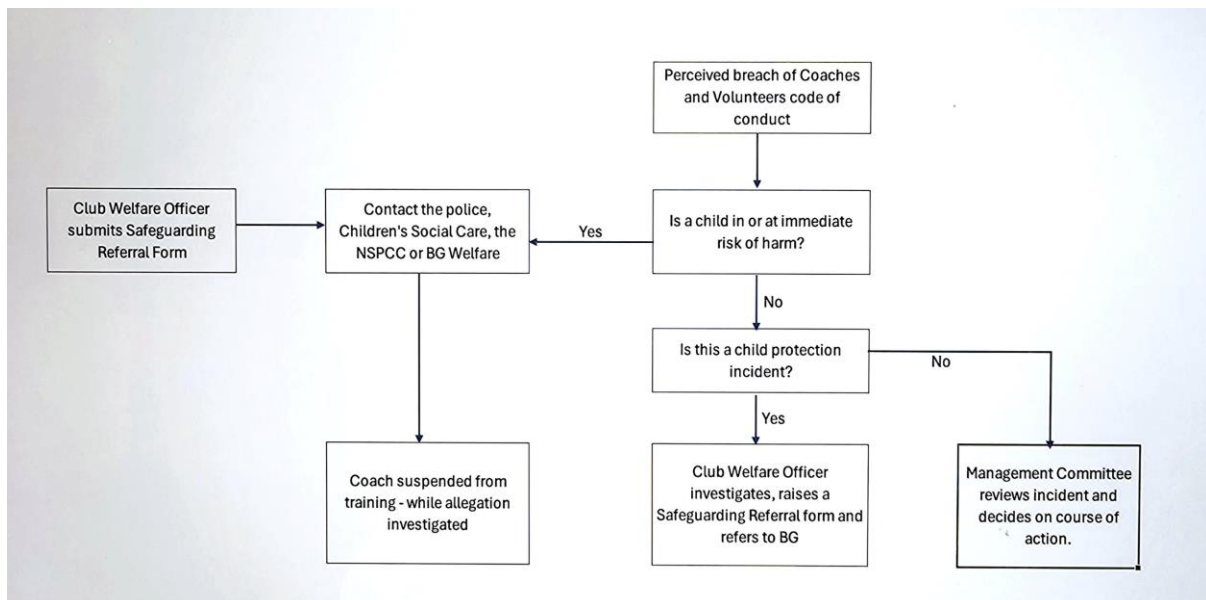 Perceived breach of Coaches
and Volunteers code of
conduct
Club Welfare Officer
submits Safeguarding
Referral Form
Contact the police,
Children's Social Care, the
NSPCC or BG Welfare
Yes
Is a child in or at immediate
risk of harm?
No
Is this a child protection
incident?
No
Yes
Coach suspended from
training - while allegation
investigated
Club Welfare Officer
investigates, raises a
Safeguarding Referral form and
refers to BG
Management Committee
reviews incident and
decides on course of
action.